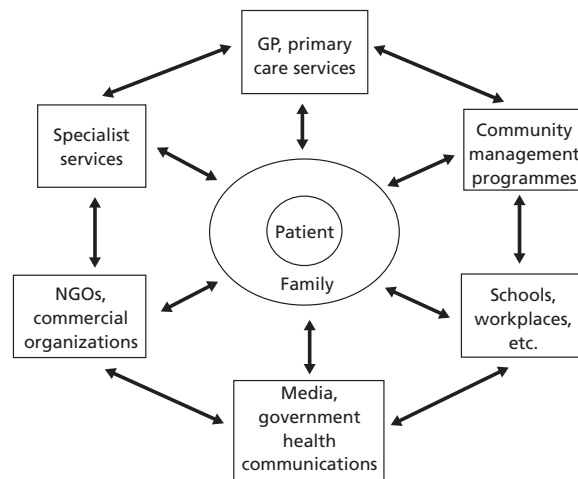 GP, primary
care services
Specialist
services
Community
management
programmes
Patient
Family
NGOs,
commercial
organizations
Schools,
workplaces,
etc.
Media,
government
health
communications